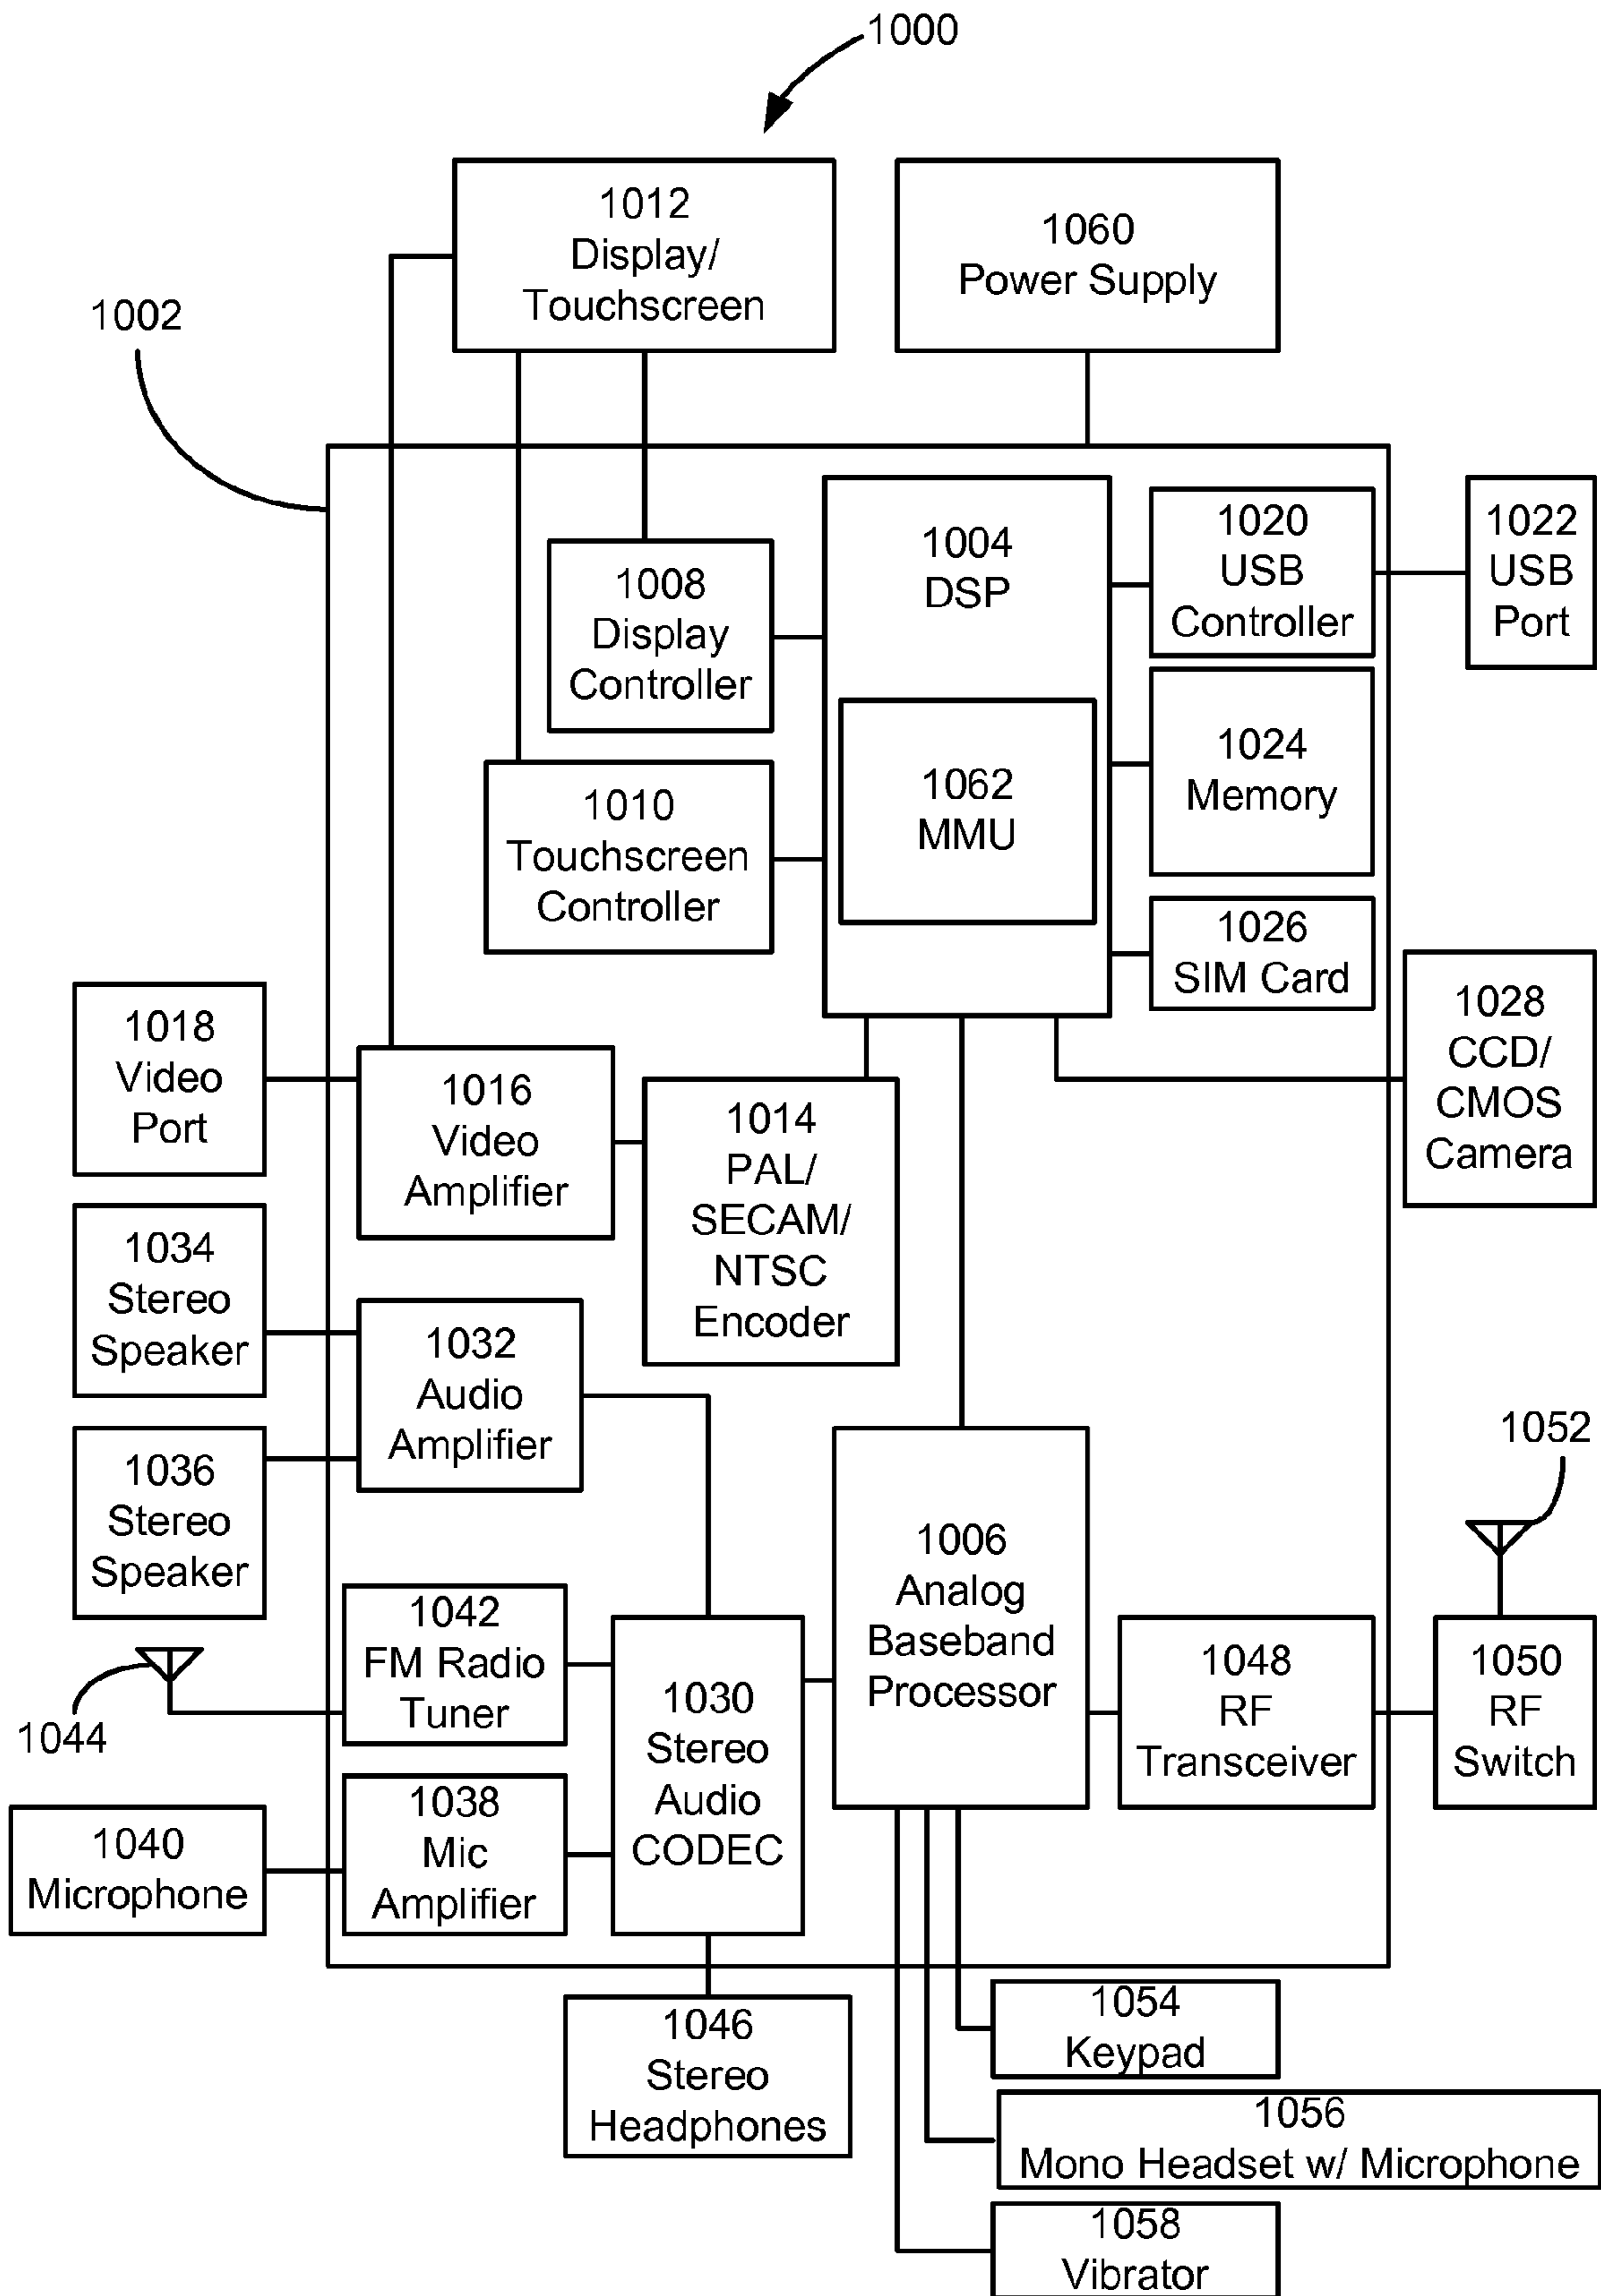 1000
1012
Display/
Touchscreen
1060
Power Supply
1002
1004
DSP
1020
USB
Controller
1022
USB
Port
1008
Display
Controller
1062
MMU
1024
Memory
1010
Touchscreen
Controller
1026
SIM Card
1028
CCD/
CMOS
Camera
1018
Video
Port
1016
Video
Amplifier
1014
PAL/
SECAM/
NTSC
Encoder
1034
Stereo
Speaker
1032
Audio
Amplifier
1036
Stereo
Speaker
1052
1006
Analog
Baseband
Processor
1042
FM Radio
Tuner
1044
1030
Stereo
Audio
CODEC
1048
RF
Transceiver
1050
RF
Switch
1040
Microphone
1038
Mic
Amplifier
1046
Stereo
Headphones
1054
Keypad
1056
Mono Headset w/ Microphone
1058
Vibrator